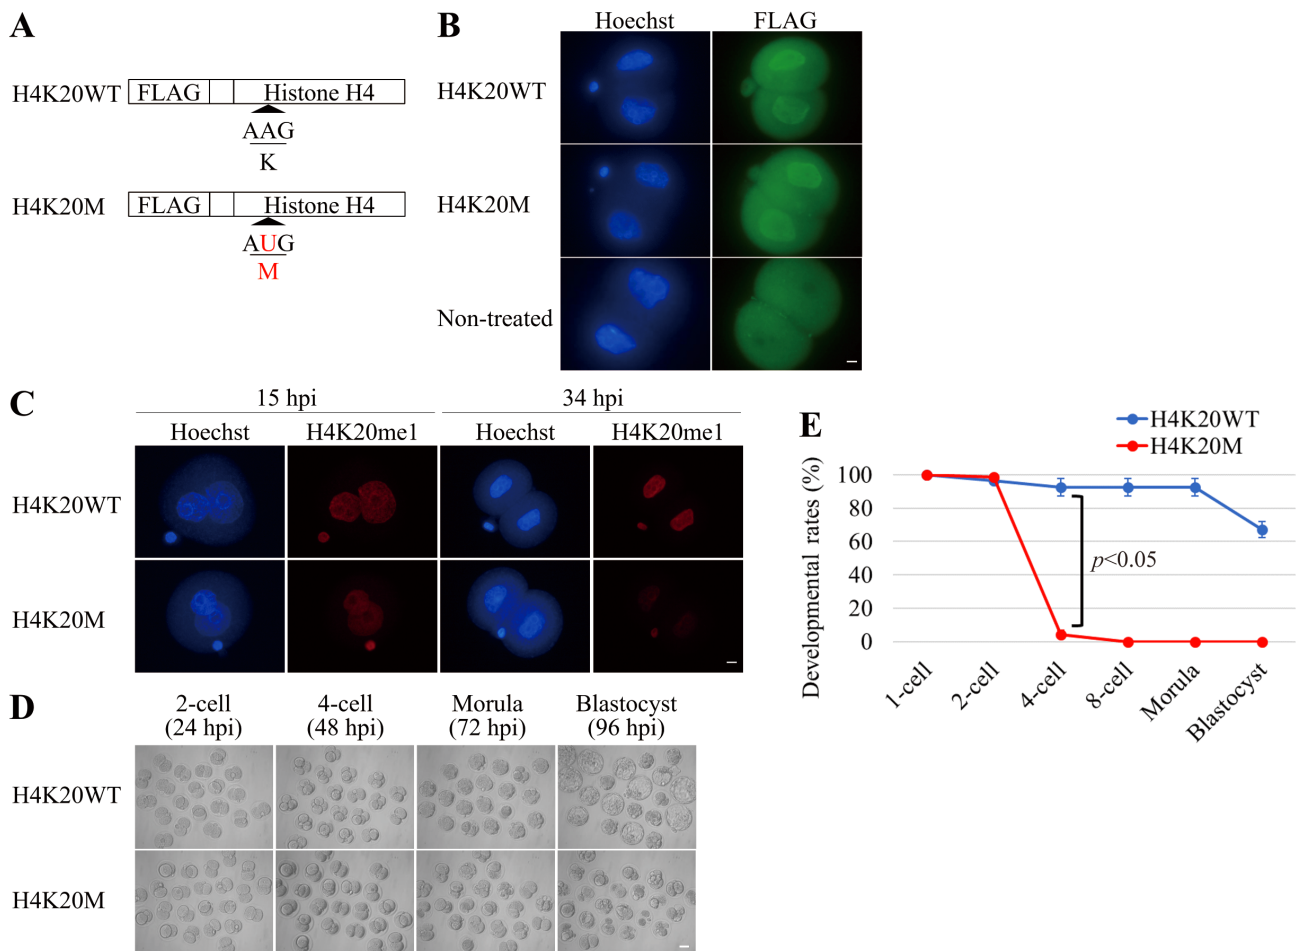 A
H4K20WT
FLAG
Histone H4
AAG
K
H4K20M
FLAG
Histone H4
AUG
M
B
Hoechst FLAG
H4K20WT
H4K20M
Non-treated
C
15 hpi 34 hpi
Hoechst H4K20me1 Hoechst H4K20me1
H4K20WT
H4K20M
D
2-cell 4-cell Morula Blastocyst
(24 hpi) (48 hpi) (72 hpi) (96 hpi)
H4K20WT
H4K20M
E
H4K20WT
H4K20M
Developmental rates (%)
100
80
60
40
20
0
p<0.05
1-cell
2-cell
4-cell
8-cell
Morula
Blastocyst